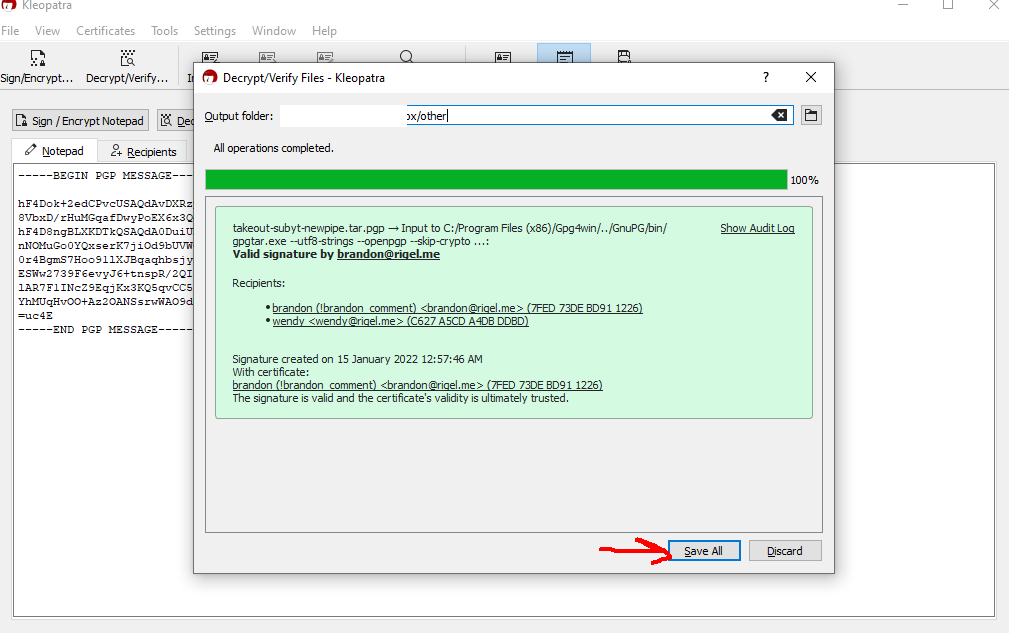 Kleopatra
File View Certificates Tools Settings Window Help
Sign/Encrypt... Decrypt/Verify...
Decrypt/Verify Files - Kleopatra ?
Output folder: ox/other
Sign / Encrypt Notepad
All operations completed.
Notepad Recipients
100%
-----BEGIN PGP MESSAGE---
hF4Dok+2edCPvcUSAQdAvDXRz
8VbxD/rHuMGqafDwyPoEX6x3Q
hF4D8ngBLXKDTkQSAQdA0DuiU
nNOMuGo0YQxserK7jiOd9bUVW
0r4BgmS7Hoo9llXJBqaqhbsjy
ESWw2739F6evyJ6+tnspR/2QI
lAR7FlINcZ9EqjKx3KQ5qvCC5
YhMUqHvOO+Az2OANSsrwWAO9d
=uc4E
-----END PGP MESSAGE-----
takeout-subyt-newpipe.tar.pgp → Input to C:/Program Files (x86)/Gpg4win/../GnuPG/bin/
gpgtar.exe --utf8-strings --openpgp --skip-crypto ...:
Show Audit Log
Valid signature by brandon@rigel.me
Recipients:
• brandon (!brandon_comment) <brandon@rigel.me> (7FED 73DE BD91 1226)
• wendy <wendy@rigel.me> (C627 A5CD A4DB DDBD)
Signature created on 15 January 2022 12:57:46 AM
With certificate:
brandon (!brandon_comment) <brandon@rigel.me> (7FED 73DE BD91 1226)
The signature is valid and the certificate's validity is ultimately trusted.
Save All Discard